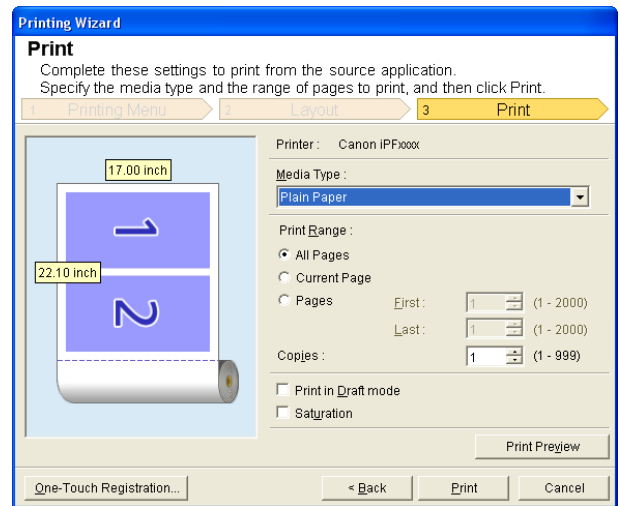 Printing Wizard
Print
Complete these settings to print from the source application.
Specify the media type and the range of pages to print, and then click Print.
1 Printing Menu 2 Layout 3 Print
Printer : Canon iPFxxxx
17.00 inch
Media Type :
Plain Paper
1
Print Range :
All Pages
22.10 inch
Current Page
Pages First : 1 (1 - 2000)
2
Last : 1 (1 - 2000)
Copies : 1 (1 - 999)
Print in Draft mode
Saturation
Print Preview
One-Touch Registration... < Back Print Cancel